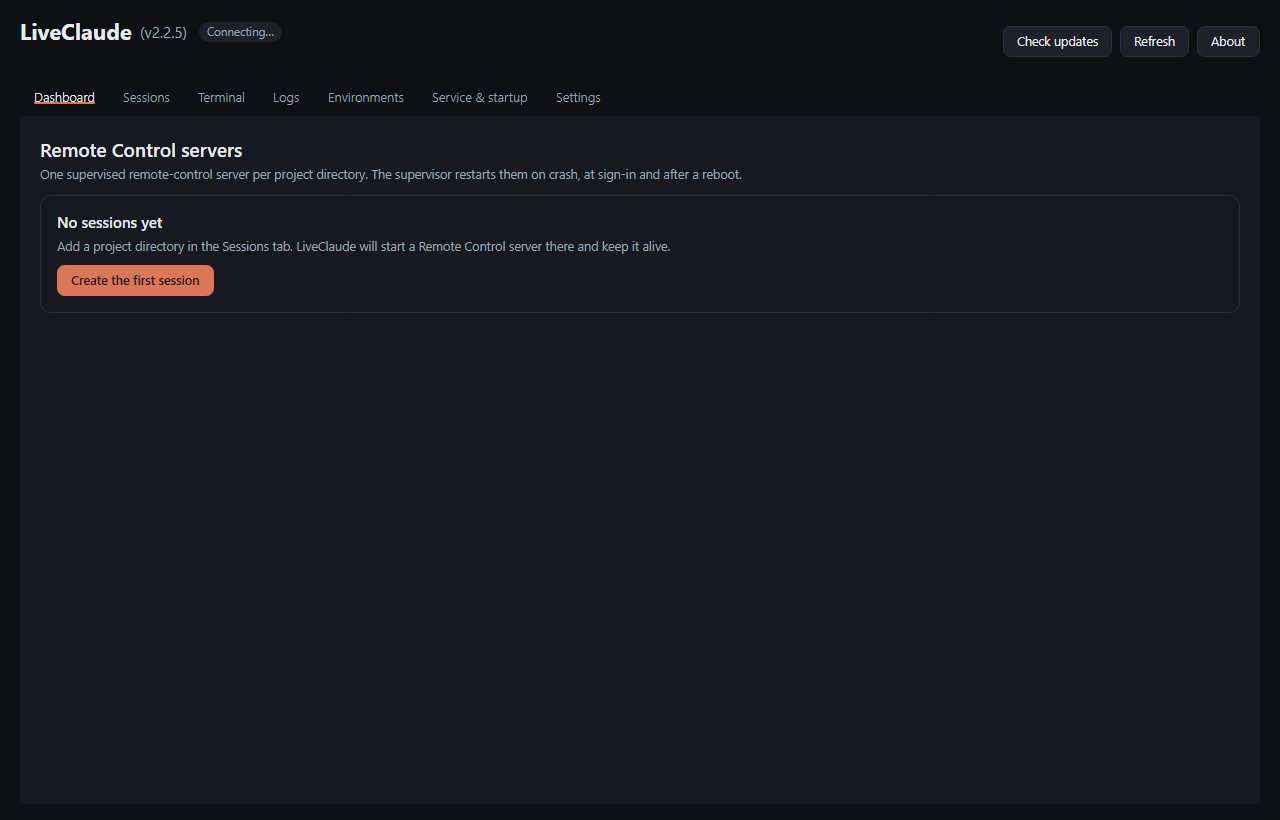 LiveClaude (v2.2.5) Connecting...
Check updates Refresh About
Dashboard Sessions Terminal Logs Environments Service & startup Settings
Remote Control servers
One supervised remote-control server per project directory. The supervisor restarts them on crash, at sign-in and after a reboot.
No sessions yet
Add a project directory in the Sessions tab. LiveClaude will start a Remote Control server there and keep it alive.
Create the first session